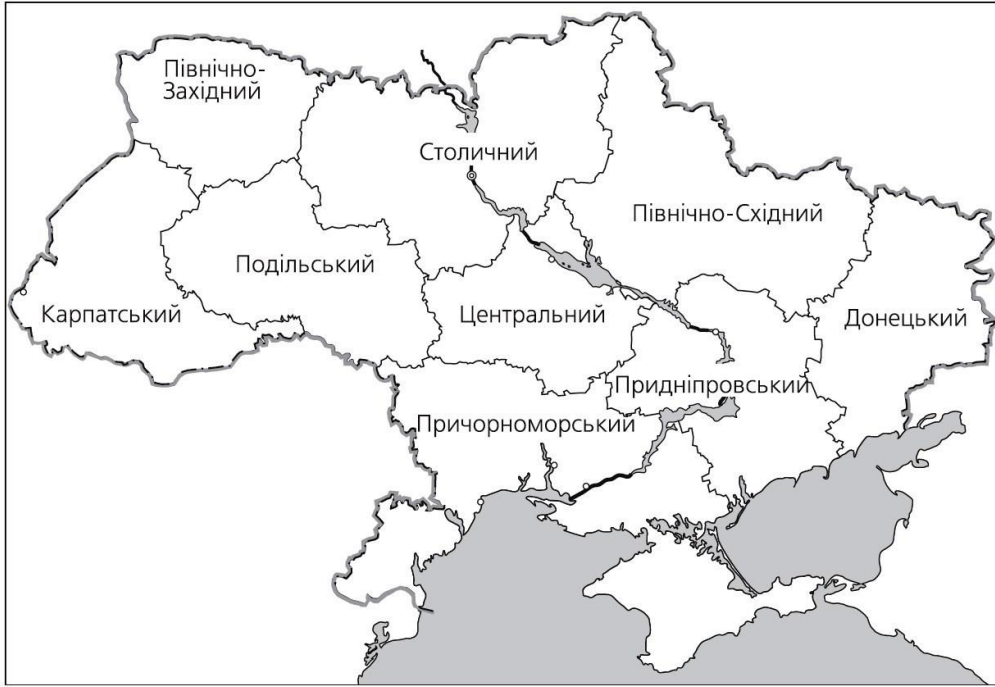 Північно-
Західний
Столичний
Північно-Східний
Подільський
Карпатський
Центральний
Донецький
Придніпровський
Причорноморський